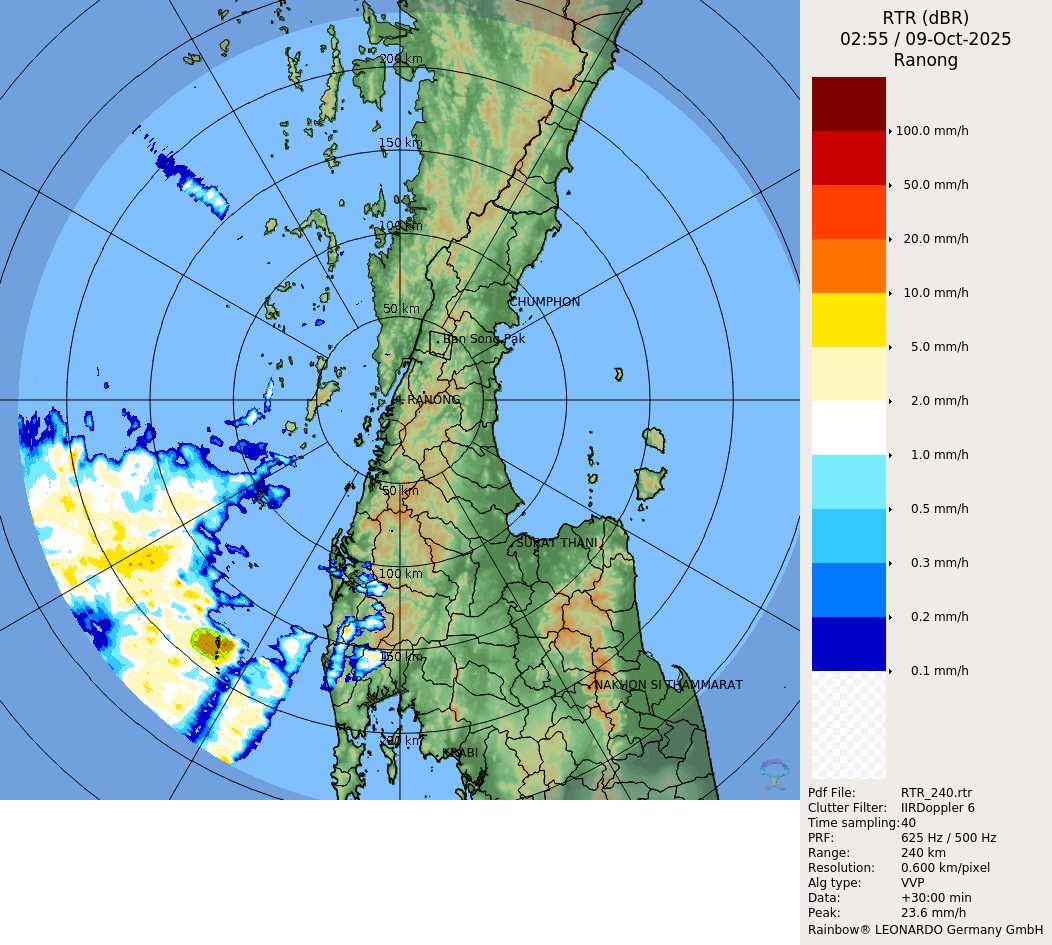 RTR (dBR)
02:55 / 09-Oct-2025
Ranong
200 km
150 km
100 km
50 km
CHUMPHON
Ban Song Pak
RANONG
50 km
SURAT THANI
100 km
150 km
NAKHON SI THAMMARAT
200 km
KRABI
100.0 mm/h
50.0 mm/h
20.0 mm/h
10.0 mm/h
5.0 mm/h
2.0 mm/h
1.0 mm/h
0.5 mm/h
0.3 mm/h
0.2 mm/h
0.1 mm/h
Pdf File: RTR_240.rtr
Clutter Filter: IIRDoppler 6
Time sampling:40
PRF: 625 Hz / 500 Hz
Range: 240 km
Resolution: 0.600 km/pixel
Alg type: VVP
Data: +30:00 min
Peak: 23.6 mm/h
Rainbow® LEONARDO Germany GmbH